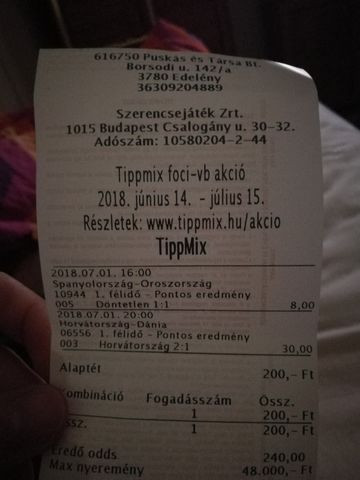 616750 Puskás és Társa Bt.
Borsodi u. 142/a
3780 Edelény
36309204889
Szerencsejáték Zrt.
1015 Budapest Csalogány u. 30-32.
Adószám: 10580204-2-44
Tippmix foci-vb akció
2018. június 14. - július 15.
Részletek: www.tippmix.hu/akcio
TippMix
2018.07.01. 16:00
Spanyolország-Oroszország
10944 1. félidő - Pontos eredmény
005 Döntetlen 1:1 8,00
2018.07.01. 20:00
Horvátország-Dánia
06556 1. félidő - Pontos eredmény
003 Horvátország 2:1 30,00
Alaptét 200,- Ft
Kombináció Fogadásszám Össz.
1 200,- Ft
ssz. 1 200,- Ft
Eredő odds 240,00
Max nyeremény 48.000,- Ft